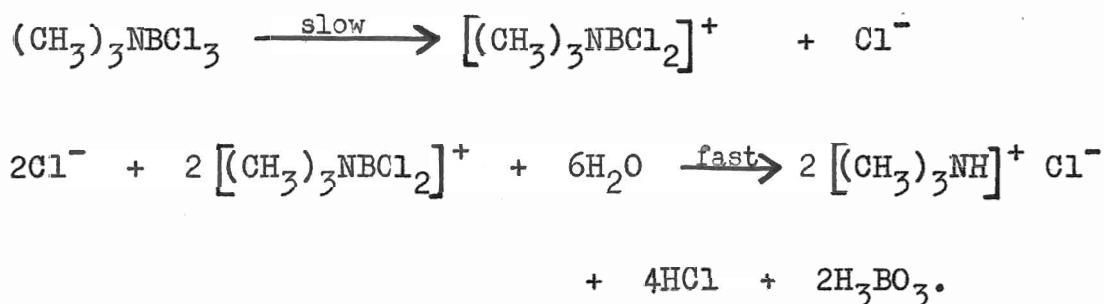 (CH₃)₃NBCl₃ slow⟶ [(CH₃)₃NBCl₂]⁺ + Cl⁻
2Cl⁻ + 2 [(CH₃)₃NBCl₂]⁺ + 6H₂O fast⟶ 2 [(CH₃)₃NH]⁺ Cl⁻
+ 4HCl + 2H₃BO₃.